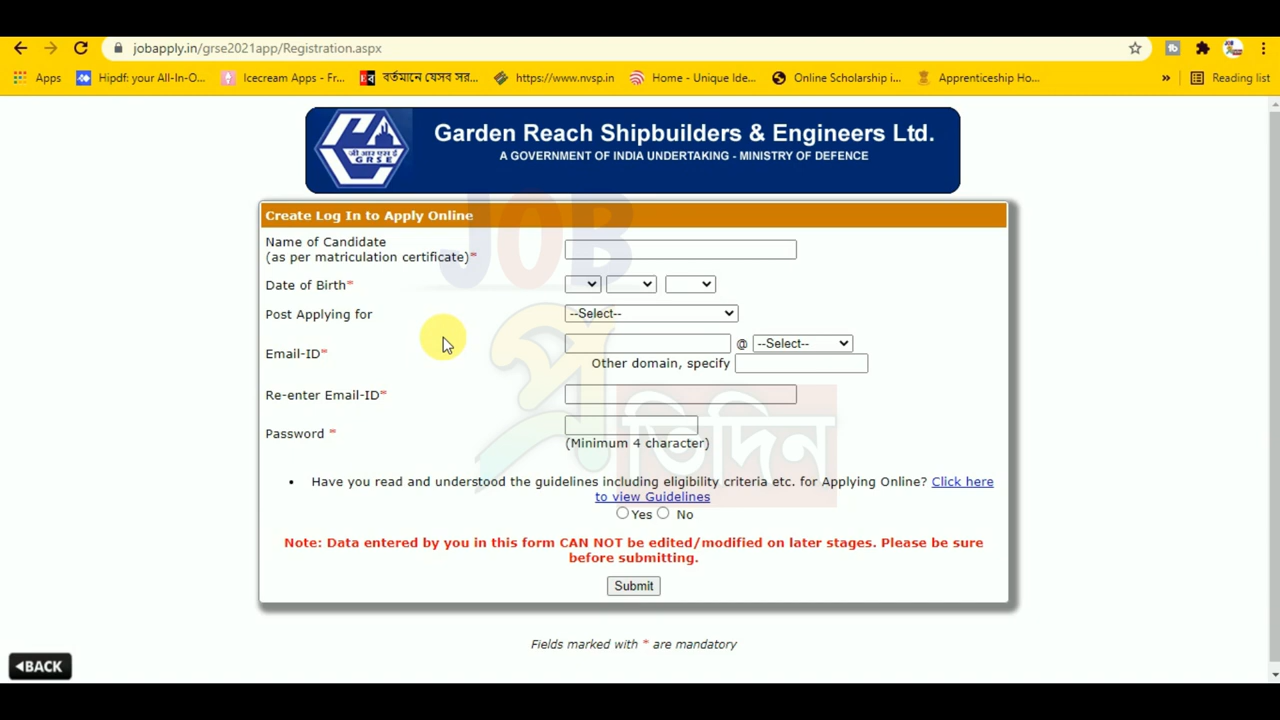 jobapply.in/grse2021app/Registration.aspx
Apps
Hipdf: your All-In-O...
Icecream Apps - Fr...
বর্তমানে যেসব সর...
https://www.nvsp.in
Home - Unique Ide...
Online Scholarship i...
Apprenticeship Ho...
»
Reading list
जी आर एस ई
GRSE
Garden Reach Shipbuilders & Engineers Ltd.
A GOVERNMENT OF INDIA UNDERTAKING - MINISTRY OF DEFENCE
Create Log In to Apply Online
JOB
প্রতিদিন
Name of Candidate
(as per matriculation certificate)*
Date of Birth*
Post Applying for
--Select--
Email-ID*
@
--Select--
Other domain, specify
Re-enter Email-ID*
Password *
(Minimum 4 character)
• Have you read and understood the guidelines including eligibility criteria etc. for Applying Online? Click here
to view Guidelines
Yes No
Note: Data entered by you in this form CAN NOT be edited/modified on later stages. Please be sure
before submitting.
Submit
Fields marked with * are mandatory
BACK